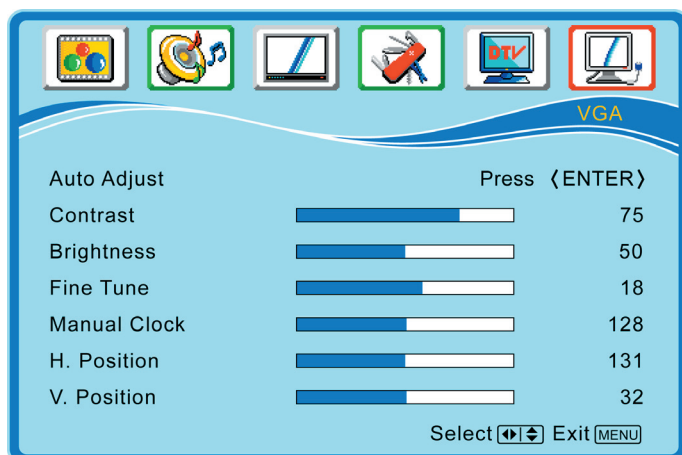 DTV
VGA
Auto Adjust Press 〈ENTER〉
Contrast 75
Brightness 50
Fine Tune 18
Manual Clock 128
H. Position 131
V. Position 32
Select Exit MENU